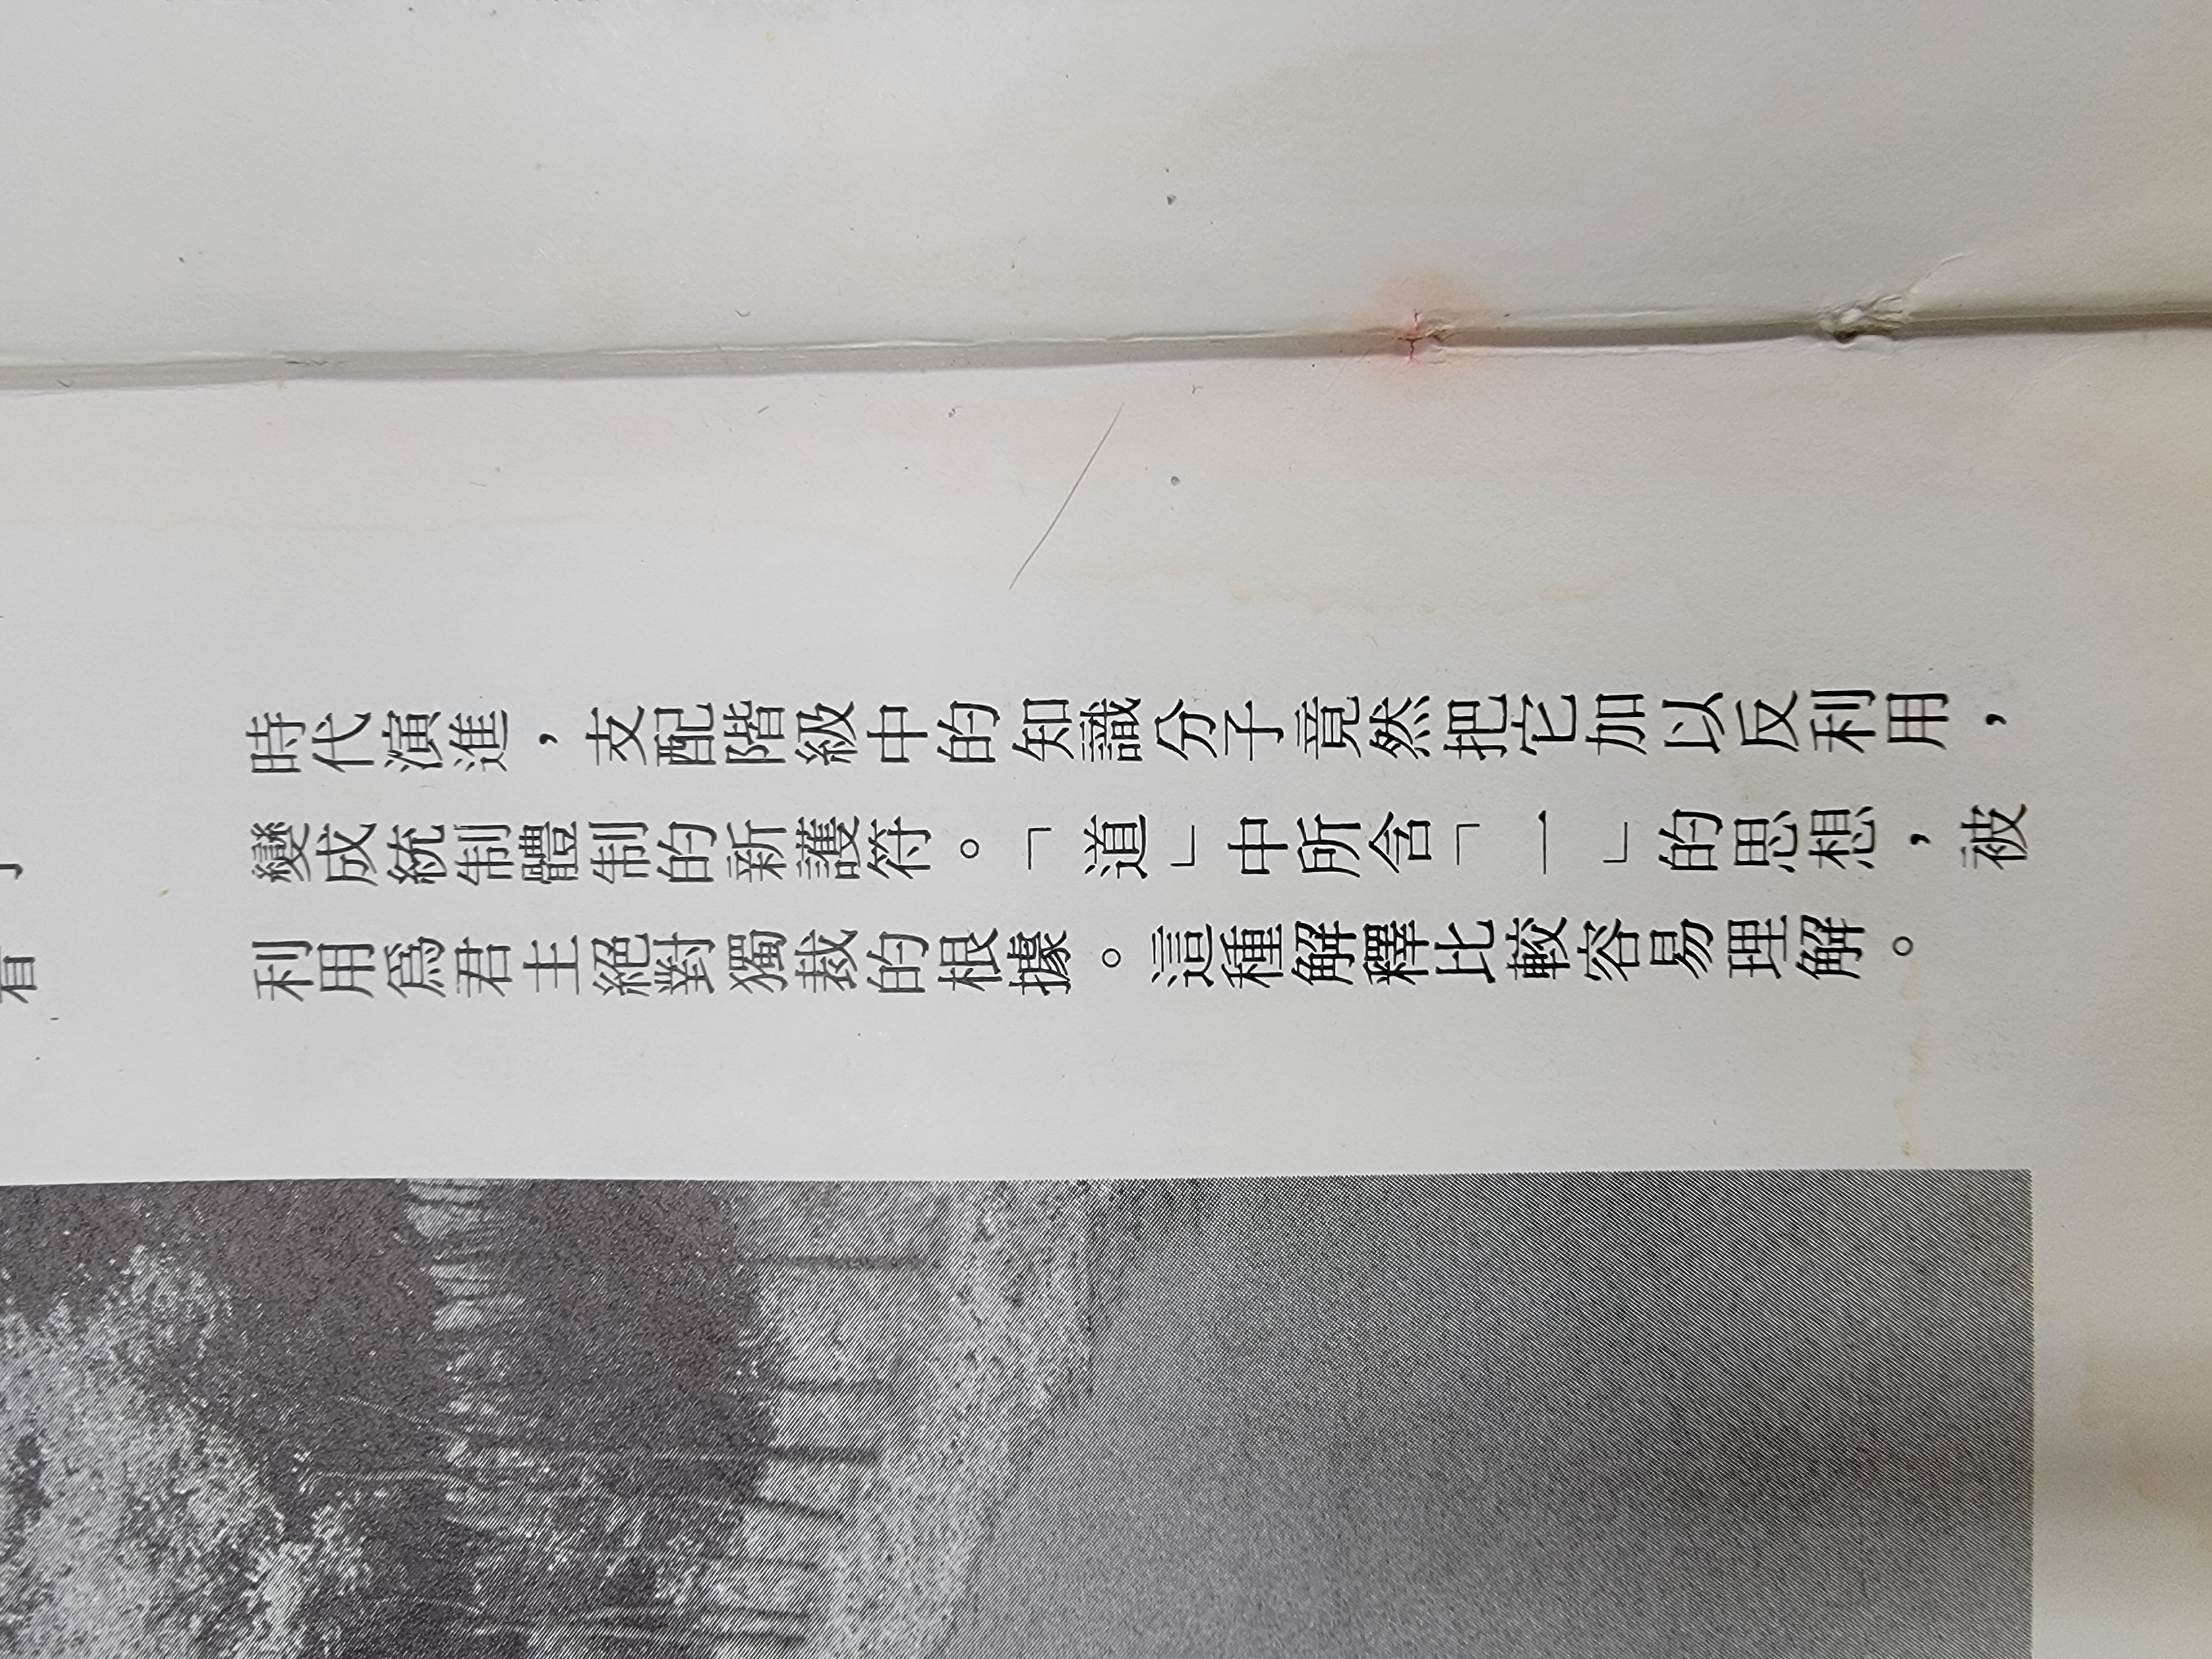 時代演進，支配階級中的知識分子竟然把它加以反利用，
變成統制體制的新護符。「道」中所含「一」的思想，被
利用爲君主絕對獨裁的根據。這種解釋比較容易理解。